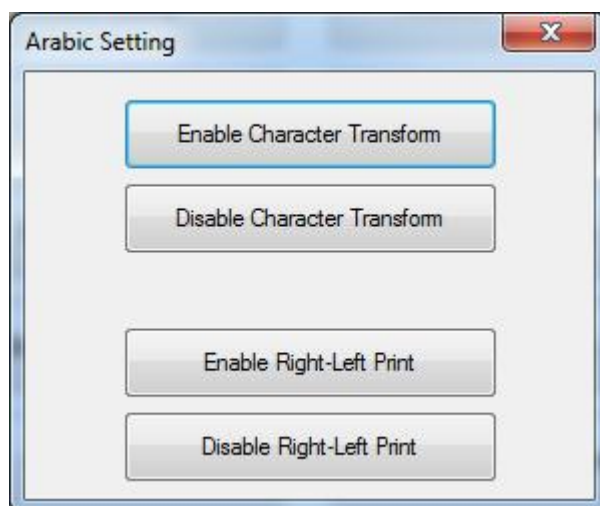 Arabic Setting
Enable Character Transform
Disable Character Transform
Enable Right-Left Print
Disable Right-Left Print